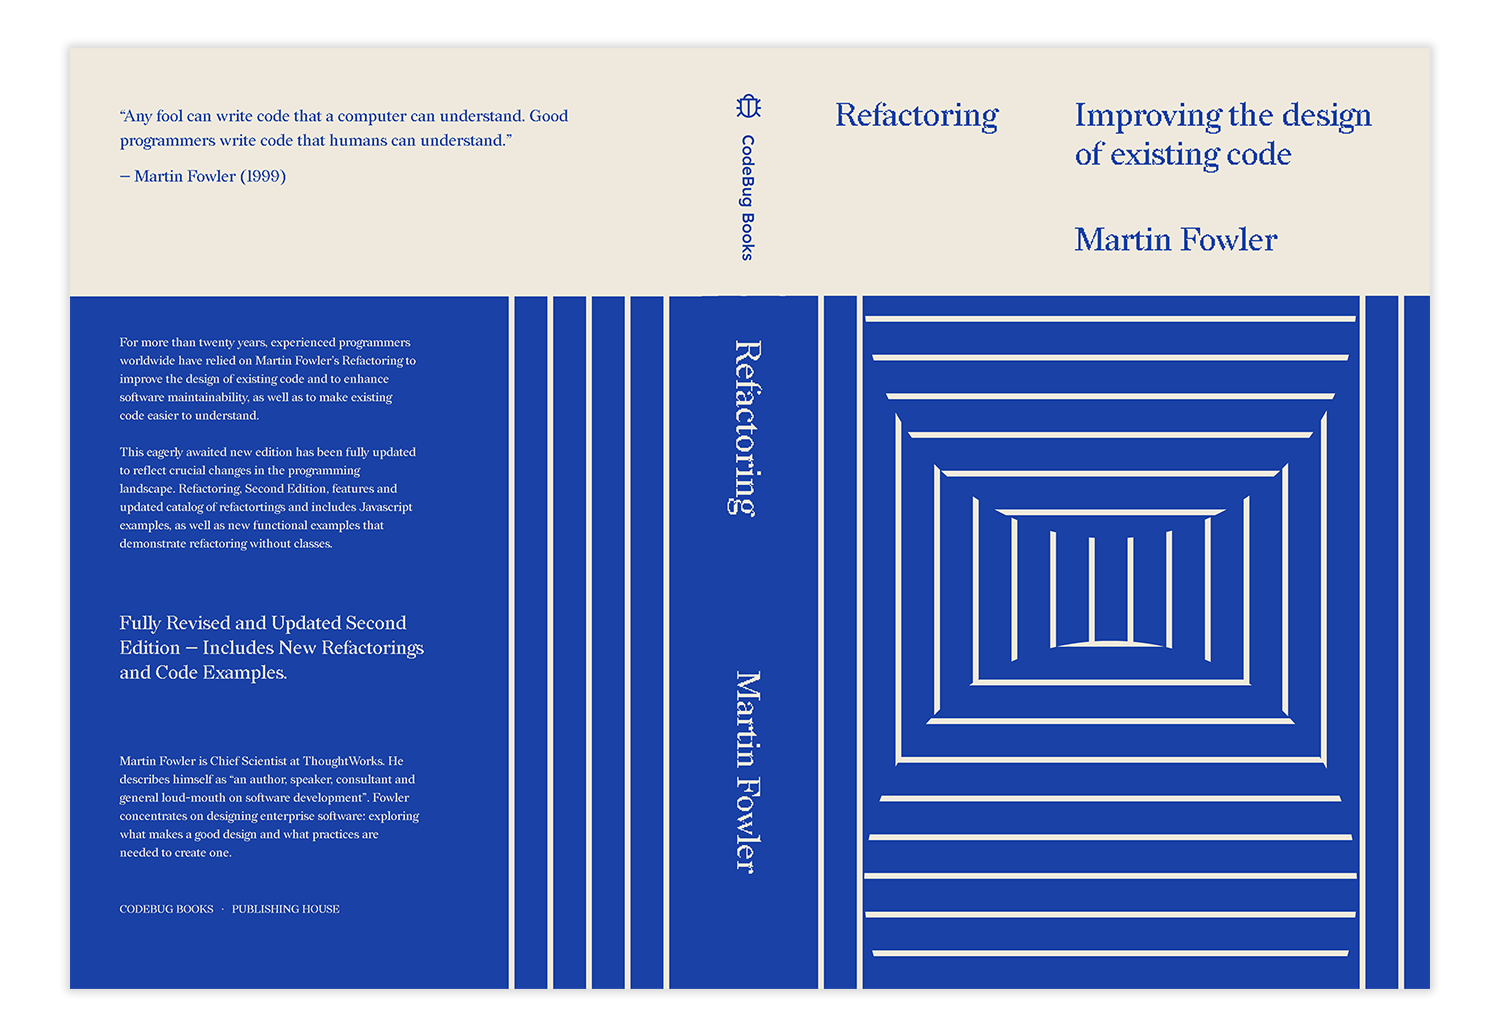 “Any fool can write code that a computer can understand. Good
programmers write code that humans can understand.”
— Martin Fowler (1999)
For more than twenty years, experienced programmers
worldwide have relied on Martin Fowler’s Refactoring to
improve the design of existing code and to enhance
software maintainability, as well as to make existing
code easier to understand.
This eagerly awaited new edition has been fully updated
to reflect crucial changes in the programming
landscape. Refactoring, Second Edition, features and
updated catalog of refactortings and includes Javascript
examples, as well as new functional examples that
demonstrate refactoring without classes.
Fully Revised and Updated Second
Edition — Includes New Refactorings
and Code Examples.
Martin Fowler is Chief Scientist at ThoughtWorks. He
describes himself as “an author, speaker, consultant and
general loud-mouth on software development”. Fowler
concentrates on designing enterprise software: exploring
what makes a good design and what practices are
needed to create one.
CODEBUG BOOKS · PUBLISHING HOUSE
CodeBug Books
Refactoring
Martin Fowler
Refactoring
Improving the design
of existing code
Martin Fowler